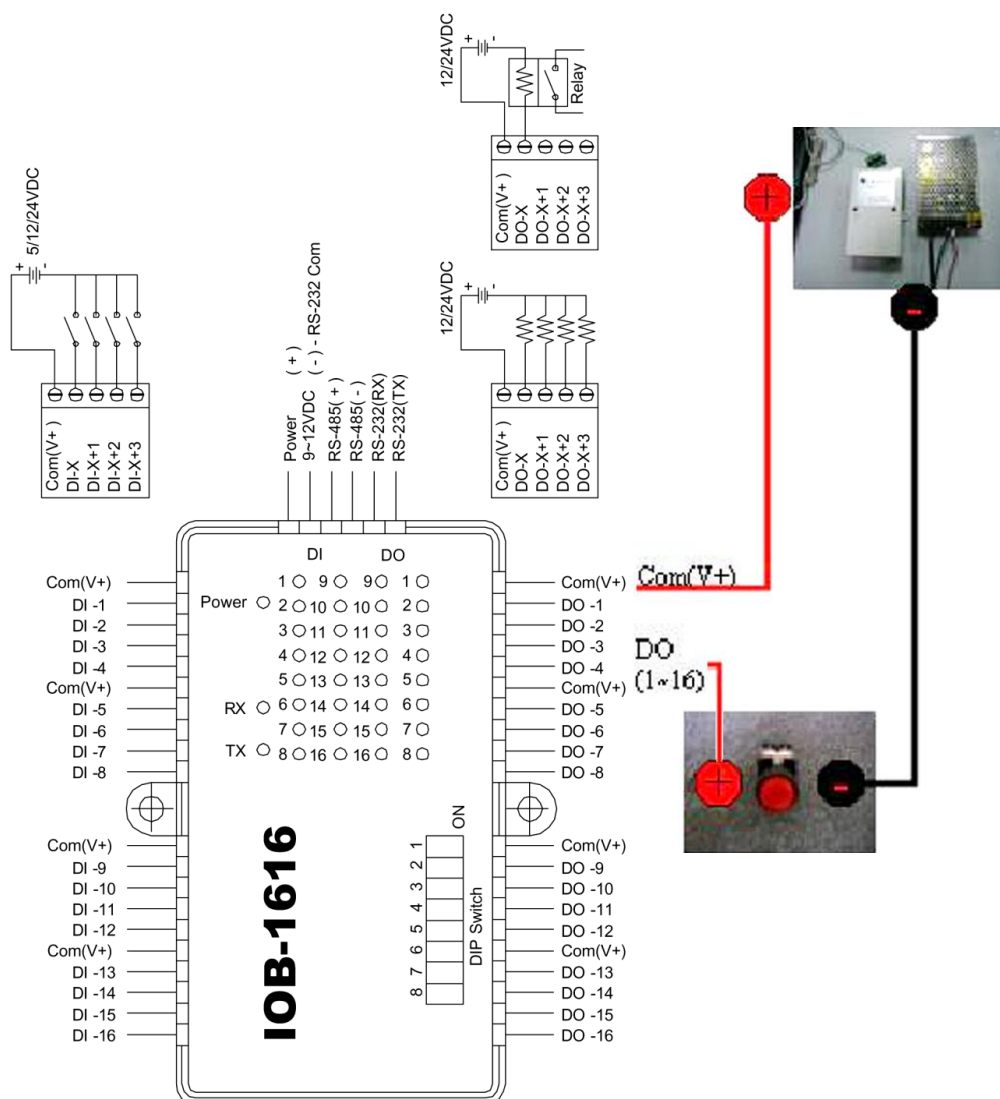 12/24VDC
+ -
Relay
Com(V+)
DO-X
DO-X+1
DO-X+2
DO-X+3
5/12/24VDC
+ -
Com(V+)
DI-X
DI-X+1
DI-X+2
DI-X+3
12/24VDC
+ -
Com(V+)
DO-X
DO-X+1
DO-X+2
DO-X+3
Power (+)
9~12VDC (-) - RS-232 Com
RS-485(+)
RS-485(-)
RS-232(RX)
RS-232(TX)
Com(V+)
DI -1
DI -2
DI -3
DI -4
Com(V+)
DI -5
DI -6
DI -7
DI -8
Com(V+)
DI -9
DI -10
DI -11
DI -12
Com(V+)
DI -13
DI -14
DI -15
DI -16
DI DO
1 9 9 1
Power 2 10 10 2
3 11 11 3
4 12 12 4
5 13 13 5
RX 6 14 14 6
7 15 15 7
TX 8 16 16 8
IOB-1616
ON
1
2
3
4
5
6
7
8
DIP Switch
Com(V+)
DO -1
DO -2
DO -3
DO -4
Com(V+)
DO -5
DO -6
DO -7
DO -8
Com(V+)
DO -9
DO -10
DO -11
DO -12
Com(V+)
DO -13
DO -14
DO -15
DO -16
+
-
Com(V+)
DO
(1~16)
+ -